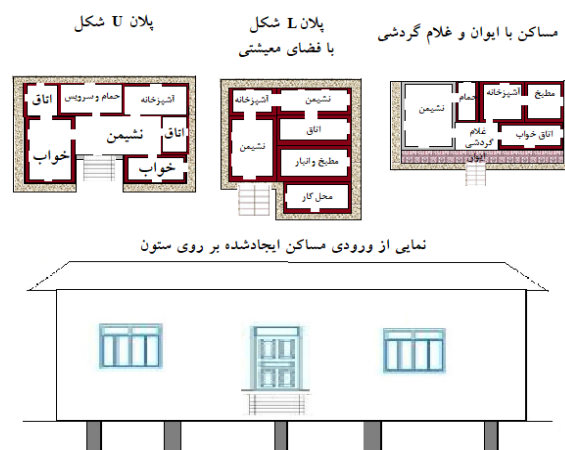 مساکن با ایوان و غلام گردشی
پلان L شکل
با فضای معیشتی
پلان U شکل
نشیمن
حمام
آشپزخانه
مطبخ
غلام
گردشی
اتاق خواب
ایوان
آشپزخانه
نشیمن
اتاق
نشیمن
مطبخ وانبار
محل کار
اتاق
حمام وسرویس
آشپزخانه
نشیمن
اتاق
خواب
خواب
نمایی از ورودی مساکن ایجادشده بر روی ستون